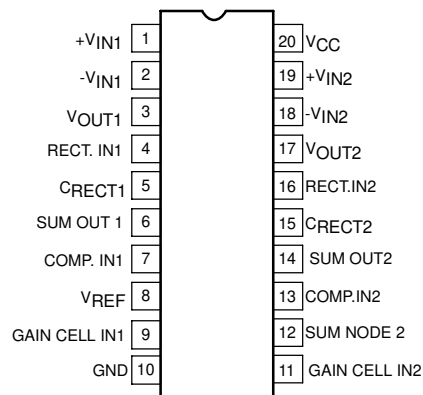 +VIN1 1 20 VCC
-VIN1 2 19 +VIN2
VOUT1 3 18 -VIN2
RECT. IN1 4 17 VOUT2
CRECT1 5 16 RECT.IN2
SUM OUT 1 6 15 CRECT2
COMP. IN1 7 14 SUM OUT2
VREF 8 13 COMP.IN2
GAIN CELL IN1 9 12 SUM NODE 2
GND 10 11 GAIN CELL IN2